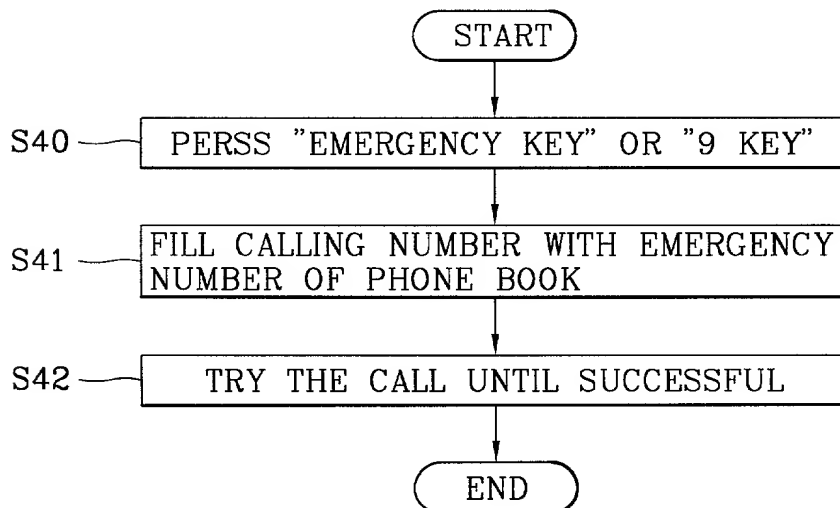 START
S40
PERSS "EMERGENCY KEY" OR "9 KEY"
S41
FILL CALLING NUMBER WITH EMERGENCY
NUMBER OF PHONE BOOK
S42
TRY THE CALL UNTIL SUCCESSFUL
END